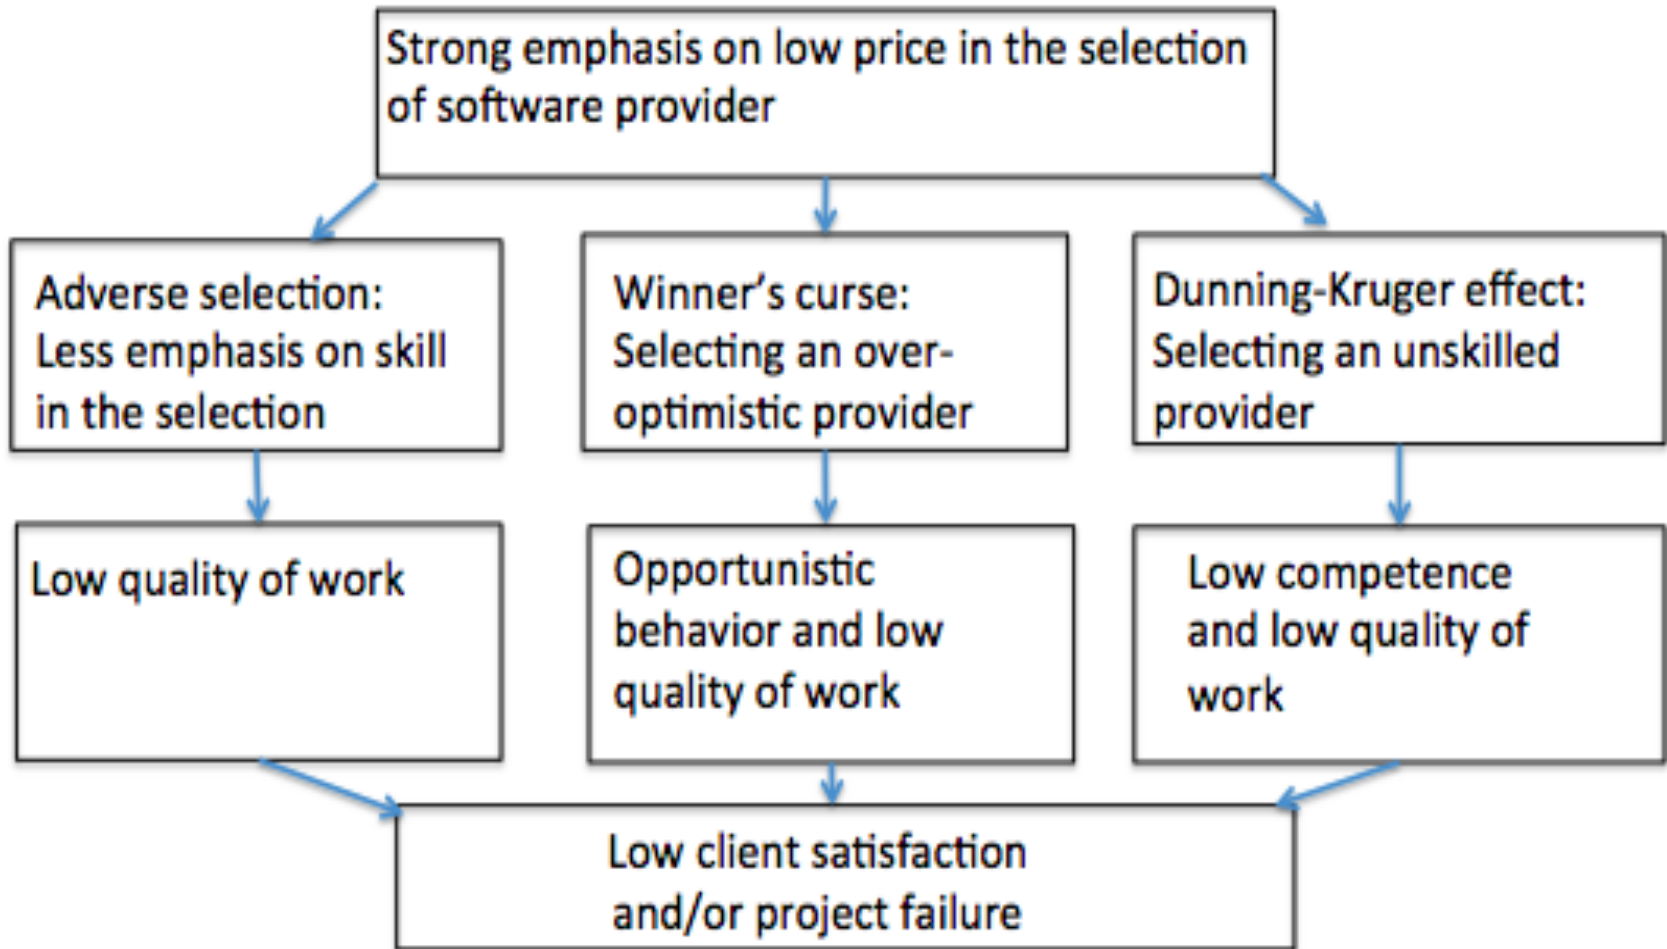 Strong emphasis on low price in the selection
of software provider
Adverse selection:
Less emphasis on skill
in the selection
Winner's curse:
Selecting an over-
optimistic provider
Dunning-Kruger effect:
Selecting an unskilled
provider
Low quality of work
Opportunistic
behavior and low
quality of work
Low competence
and low quality of
work
Low client satisfaction
and/or project failure